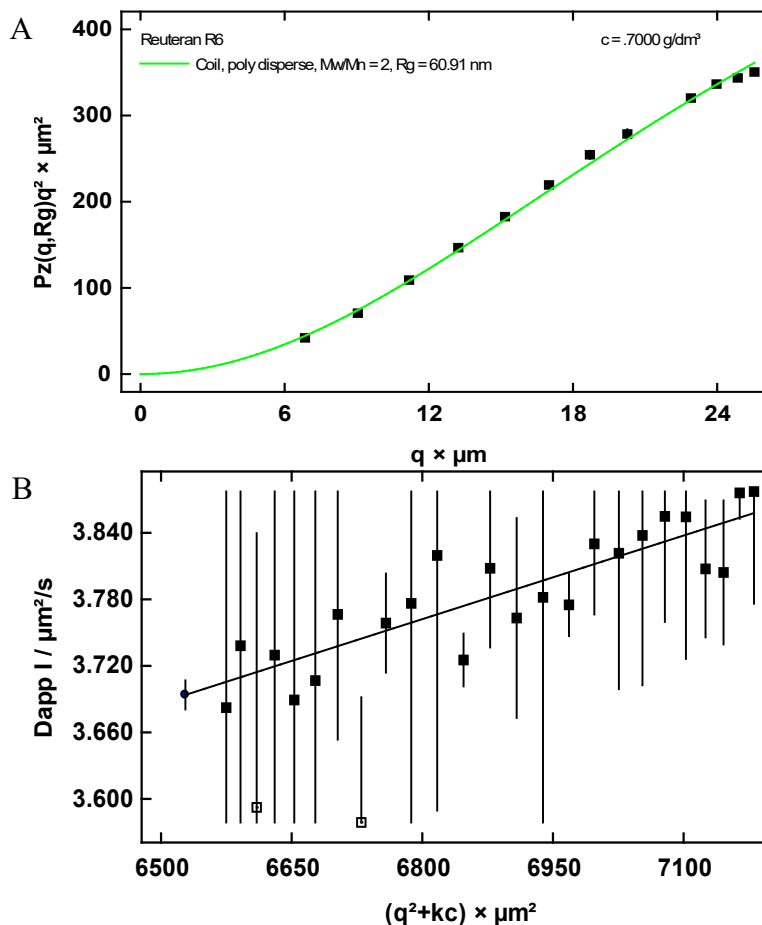 A
400
Reuteran R6
c = .7000 g/dm³
Coil, poly disperse, Mw/Mn = 2, Rg = 60.91 nm
300
200
100
0
Pz(q,Rg)q² × µm²
0 6 12 18 24
q × µm
B
3.840
3.780
3.720
3.660
3.600
Dapp I / µm²/s
6500 6650 6800 6950 7100
(q²+kc) × µm²